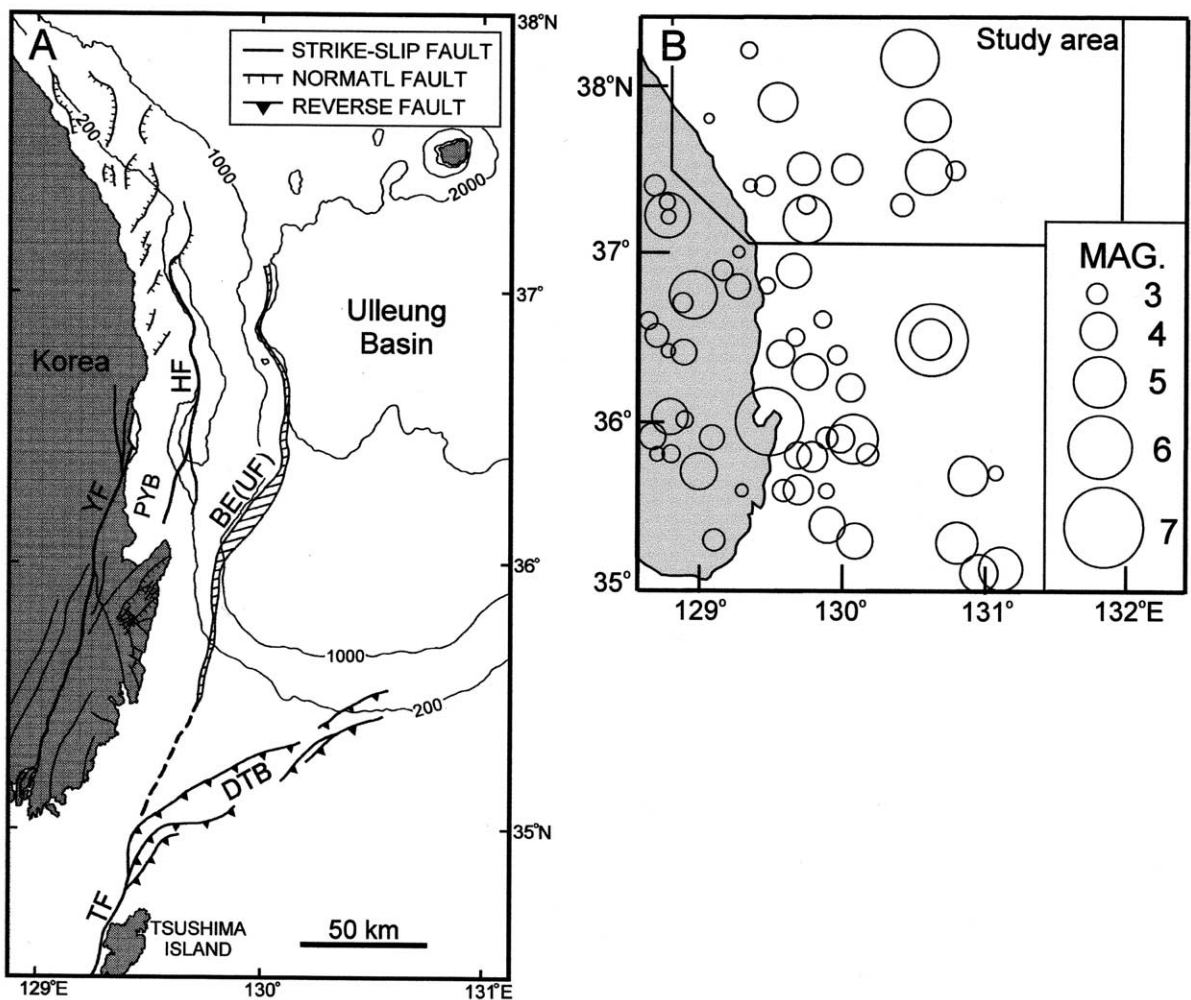 A
STRIKE-SLIP FAULT
NORMATL FAULT
REVERSE FAULT
38°N
200
1000
2000
37°
Ulleung
Basin
Korea
HF
YF
PYB
BE(UF)
36°
1000
200
DTB
35°N
TF
TSUSHIMA
ISLAND
50 km
129°E
130°
131°E
B
Study area
38°N
37°
36°
35°
129°
130°
131°
132°E
MAG.
3
4
5
6
7